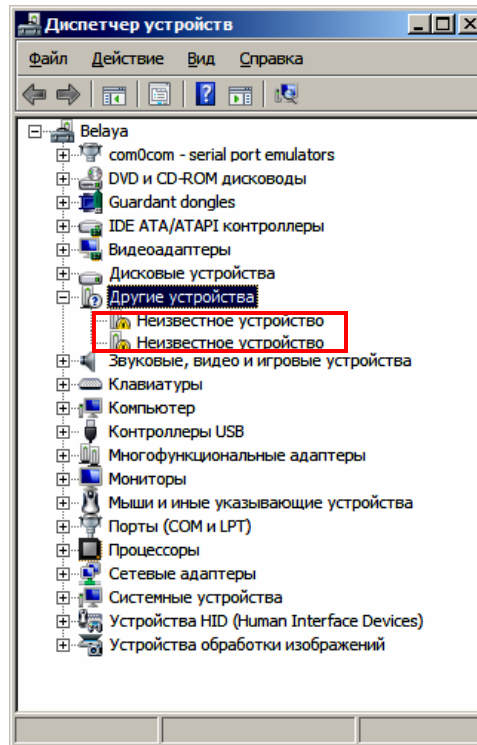 Диспетчер устройств
Файл Действие Вид Справка
Belaya
com0com - serial port emulators
DVD и CD-ROM дисководы
Guardant dongles
IDE ATA/ATAPI контроллеры
Видеоадаптеры
Дисковые устройства
Другие устройства
Неизвестное устройство
Неизвестное устройство
Звуковые, видео и игровые устройства
Клавиатуры
Компьютер
Контроллеры USB
Многофункциональные адаптеры
Мониторы
Мыши и иные указывающие устройства
Порты (COM и LPT)
Процессоры
Сетевые адаптеры
Системные устройства
Устройства HID (Human Interface Devices)
Устройства обработки изображений